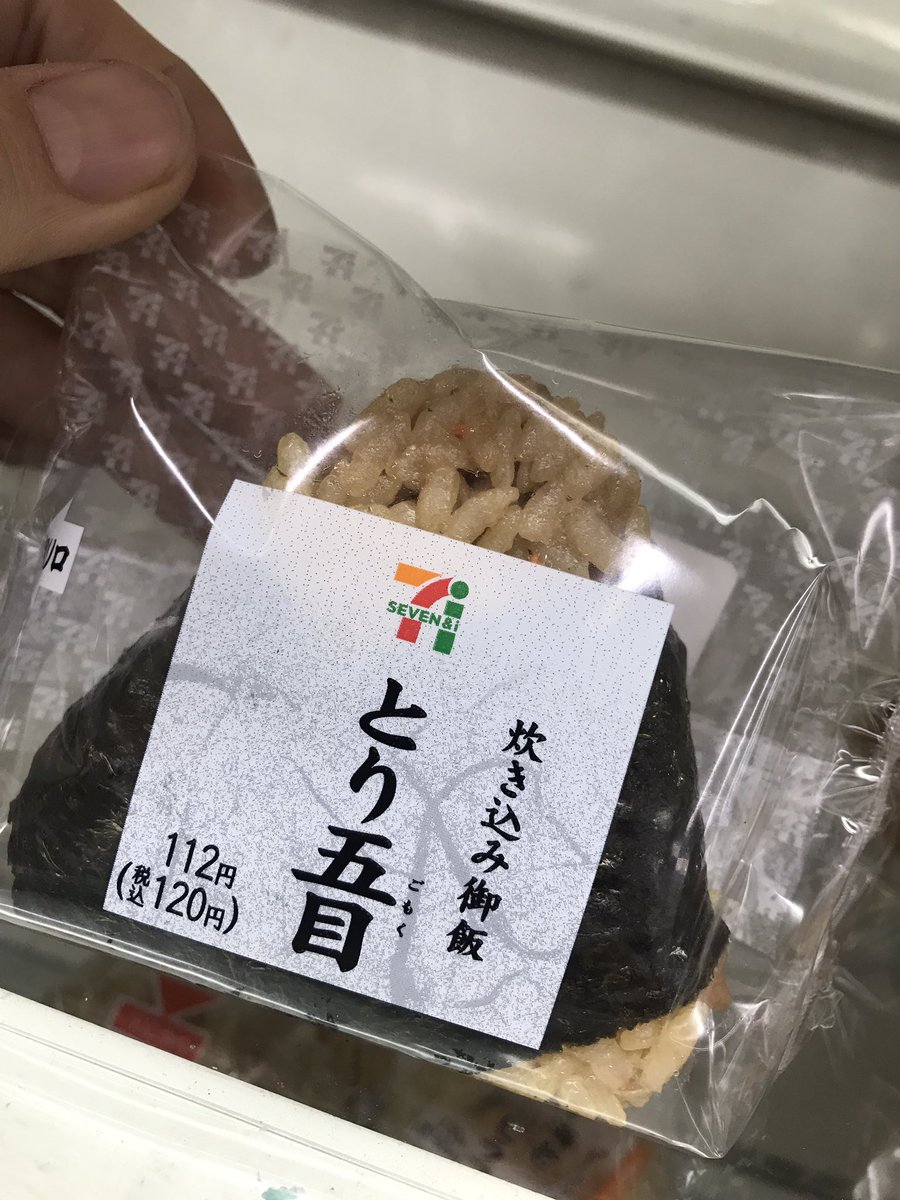 SEVEN&i
炊き込み御飯
とり五目
ごもく
112円
(税込120円)